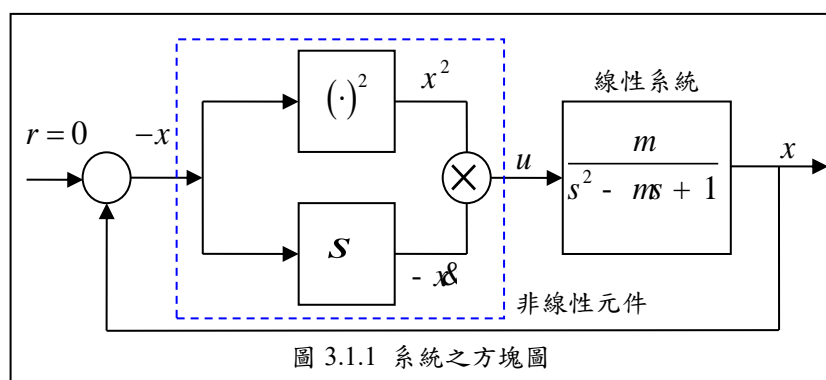 線性系統
(·)²
x²
r = 0
−x
u
m
s² - ms + 1
x
s
- x&
非線性元件
圖 3.1.1 系統之方塊圖